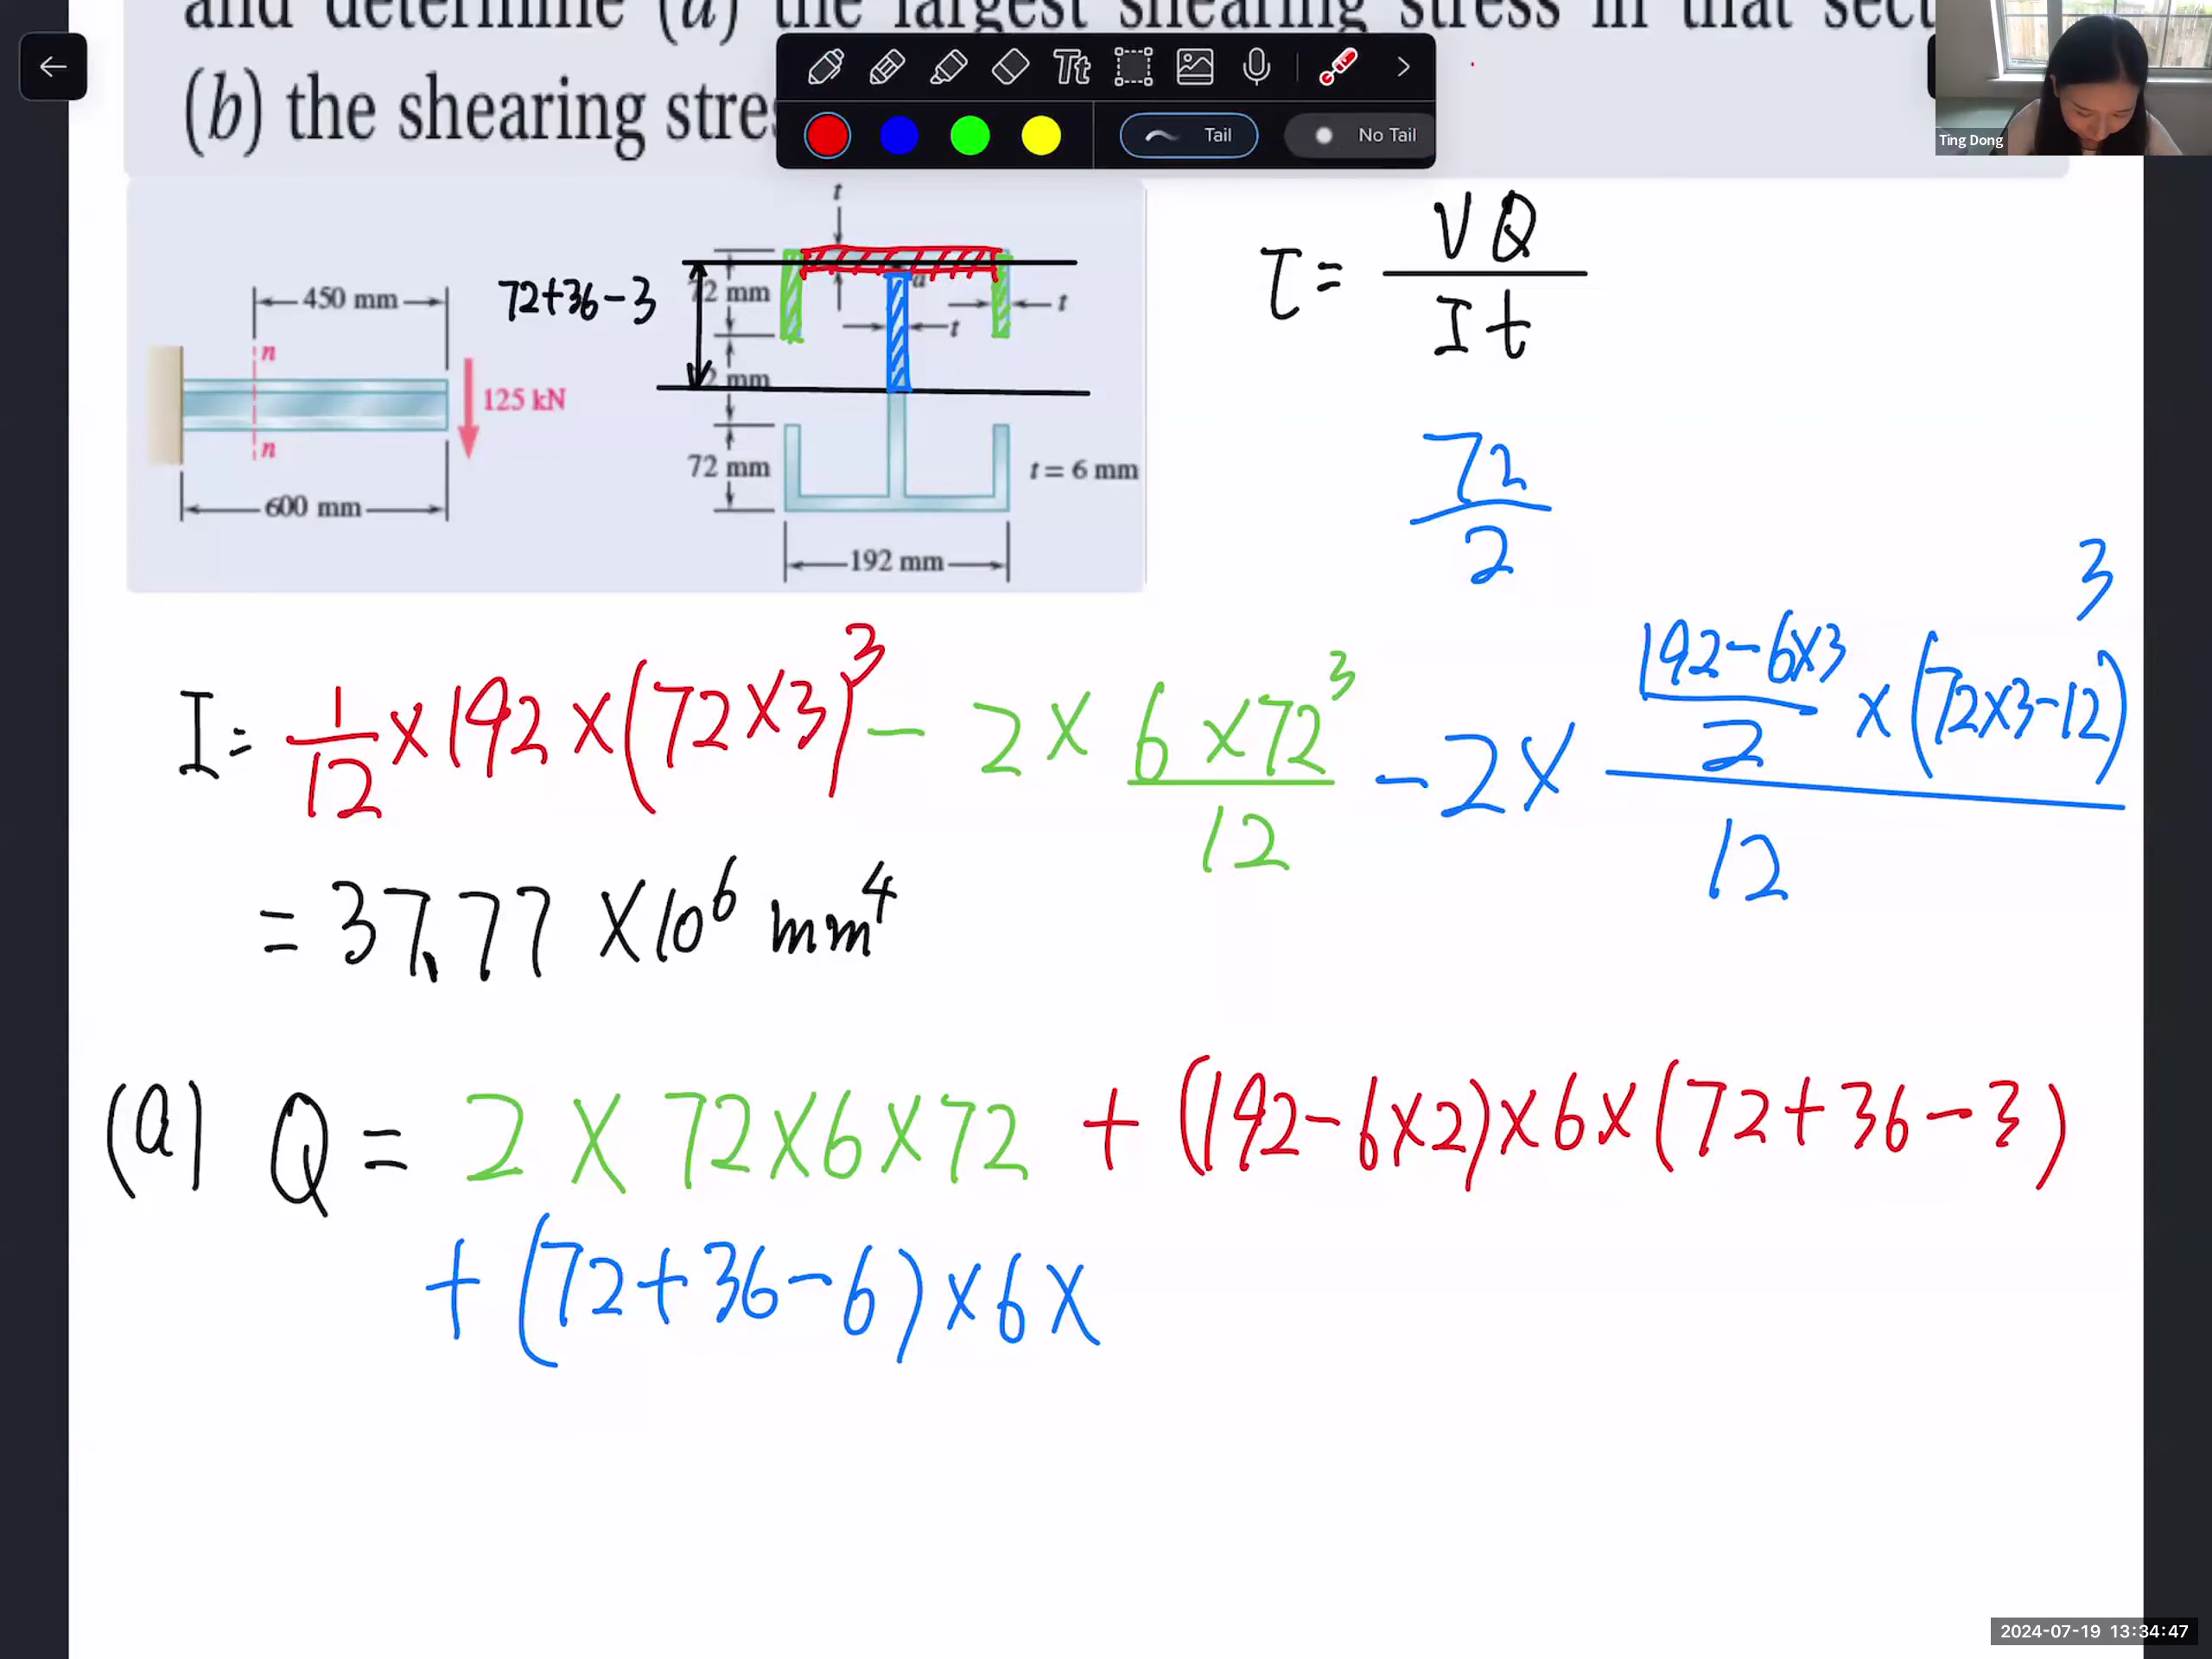 and determine (a) the largest shearing stress in that sect
(b) the shearing stre
Tt
Tail
No Tail
Ting Dong
t
450 mm
n
n
125 kN
600 mm
72+36-3
2 mm
a
t
t
2 mm
72 mm
t = 6 mm
192 mm
τ = VQ / It
72 / 2
I = 1/12 × 192 × (72×3)³ - 2 × 6×72³/12 - 2 × (192-6×3)/2 × (72×3-12)³ / 12
= 37.77 × 10⁶ mm⁴
(a) Q = 2 × 72×6×72 + (192-6×2)×6×(72+36-3)
+ (72+36-6)×6×
2024-07-19 13:34:47